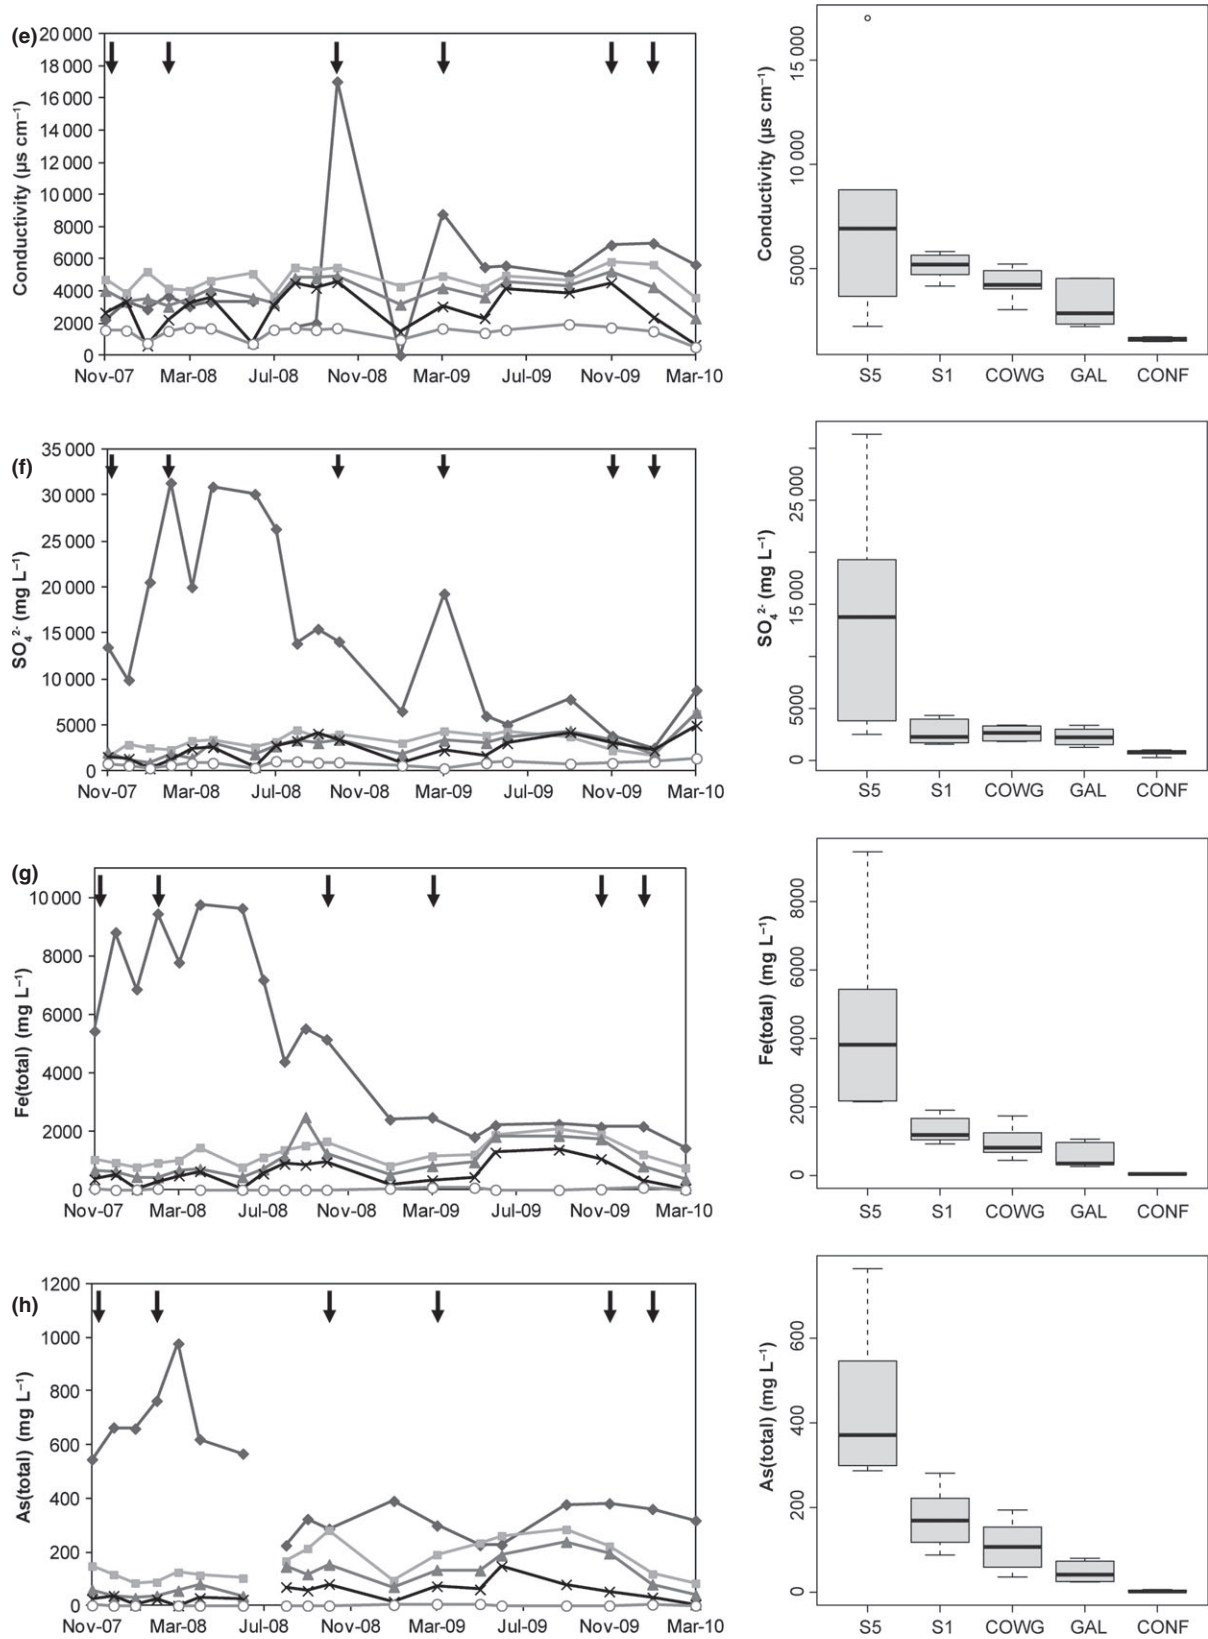 (e)
Conductivity (µs cm⁻¹)
20 000
18 000
16 000
14 000
12 000
10 000
8000
6000
4000
2000
0
Nov-07 Mar-08 Jul-08 Nov-08 Mar-09 Jul-09 Nov-09 Mar-10
Conductivity (µs cm⁻¹)
15 000
10 000
5000
S5 S1 COWG GAL CONF
(f)
SO₄²⁻ (mg L⁻¹)
35 000
30 000
25 000
20 000
15 000
10 000
5000
0
Nov-07 Mar-08 Jul-08 Nov-08 Mar-09 Jul-09 Nov-09 Mar-10
SO₄²⁻ (mg L⁻¹)
25 000
15 000
5000
0
S5 S1 COWG GAL CONF
(g)
Fe(total) (mg L⁻¹)
10 000
8000
6000
4000
2000
0
Nov-07 Mar-08 Jul-08 Nov-08 Mar-09 Jul-09 Nov-09 Mar-10
Fe(total) (mg L⁻¹)
8000
6000
4000
2000
0
S5 S1 COWG GAL CONF
(h)
As(total) (mg L⁻¹)
1200
1000
800
600
400
200
0
Nov-07 Mar-08 Jul-08 Nov-08 Mar-09 Jul-09 Nov-09 Mar-10
As(total) (mg L⁻¹)
600
400
200
0
S5 S1 COWG GAL CONF